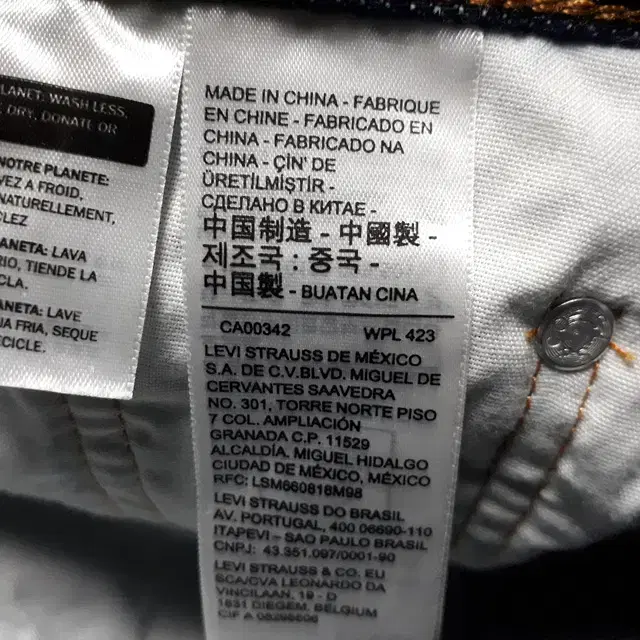 PLANET: WASH LESS,
DRY, DONATE OR
NOTRE PLANETE:
VEZ A FROID,
NATURELLEMENT,
CLEZ
ANETA: LAVA
RIO, TIENDE LA
ANETA: LAVE
UA FRIA, SEQUE
ECICLE.
MADE IN CHINA - FABRIQUE
EN CHINE - FABRICADO EN
CHINA - FABRICADO NA
CHINA - ÇİN' DE
ÜRETİLMİŞTİR -
СДЕЛАНО В КИТАЕ -
中国制造 - 中國製 -
제조국 : 중국 -
中国製 - BUATAN CINA
CA00342 WPL 423
LEVI STRAUSS DE MÉXICO
S.A. DE C.V.BLVD. MIGUEL DE
CERVANTES SAAVEDRA
NO. 301, TORRE NORTE PISO
7 COL. AMPLIACIÓN
GRANADA C.P. 11529
ALCALDÍA. MIGUEL HIDALGO
CIUDAD DE MÉXICO, MÉXICO
RFC: LSM660818M98
LEVI STRAUSS DO BRASIL
AV. PORTUGAL, 400 06690-110
ITAPEVI - SAO PAULO BRASIL
CNPJ: 43.351.097/0001-90
LEVI STRAUSS & CO. EU
SCA/CVA LEONARDO DA
VINCILAAN, 19 - D
1831 DIEGEM, BELGIUM
CIF A